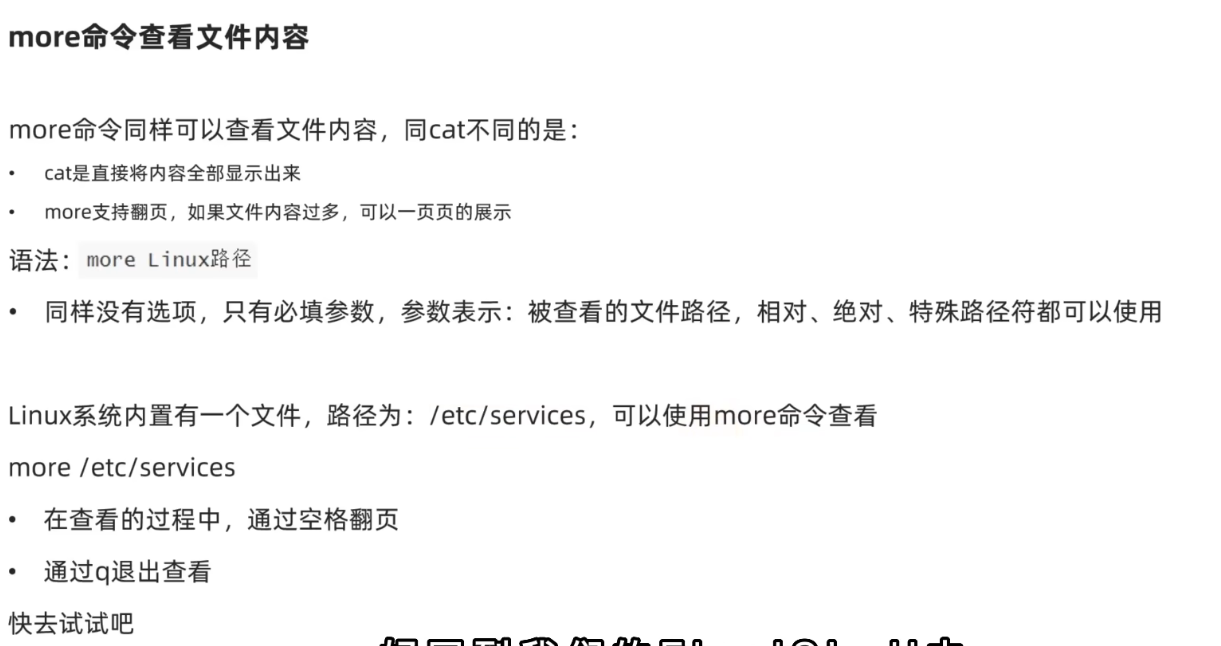 more命令查看文件内容
more命令同样可以查看文件内容，同cat不同的是：
• cat是直接将内容全部显示出来
• more支持翻页，如果文件内容过多，可以一页页的展示
语法：more Linux路径
• 同样没有选项，只有必填参数，参数表示：被查看的文件路径，相对、绝对、特殊路径符都可以使用
Linux系统内置有一个文件，路径为：/etc/services，可以使用more命令查看
more /etc/services
• 在查看的过程中，通过空格翻页
• 通过q退出查看
快去试试吧